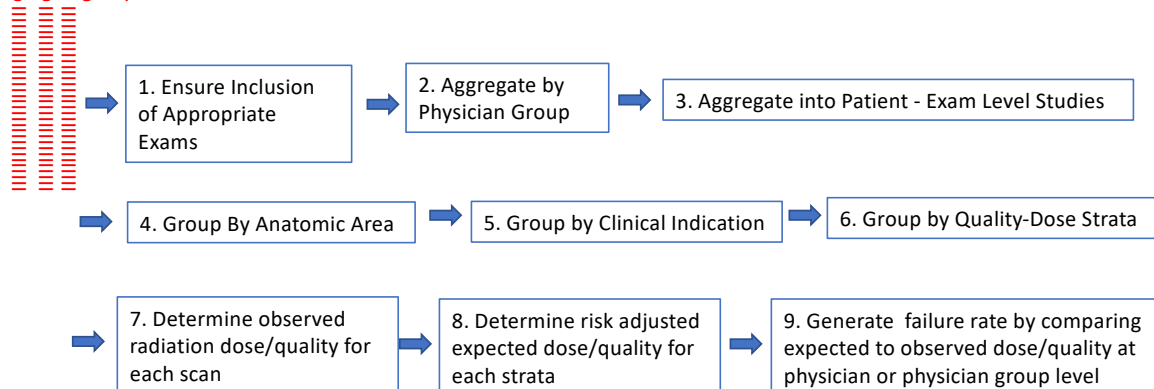 1. Ensure Inclusion
of Appropriate
Exams
2. Aggregate by
Physician Group
3. Aggregate into Patient - Exam Level Studies
4. Group By Anatomic Area
5. Group by Clinical Indication
6. Group by Quality-Dose Strata
7. Determine observed
radiation dose/quality for
each scan
8. Determine risk adjusted
expected dose/quality for
each strata
9. Generate  failure rate by comparing
expected to observed dose/quality at
physician or physician group level